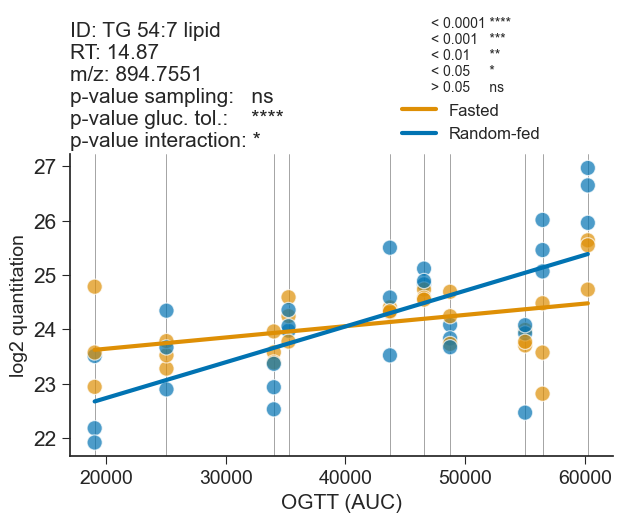 ID: TG 54:7 lipid
RT: 14.87
m/z: 894.7551
p-value sampling: ns
p-value gluc. tol.: ****
p-value interaction: *
< 0.0001 ****
< 0.001 ***
< 0.01 **
< 0.05 *
> 0.05 ns
Fasted
Random-fed
27
26
25
24
23
22
log2 quantitation
20000 30000 40000 50000 60000
OGTT (AUC)